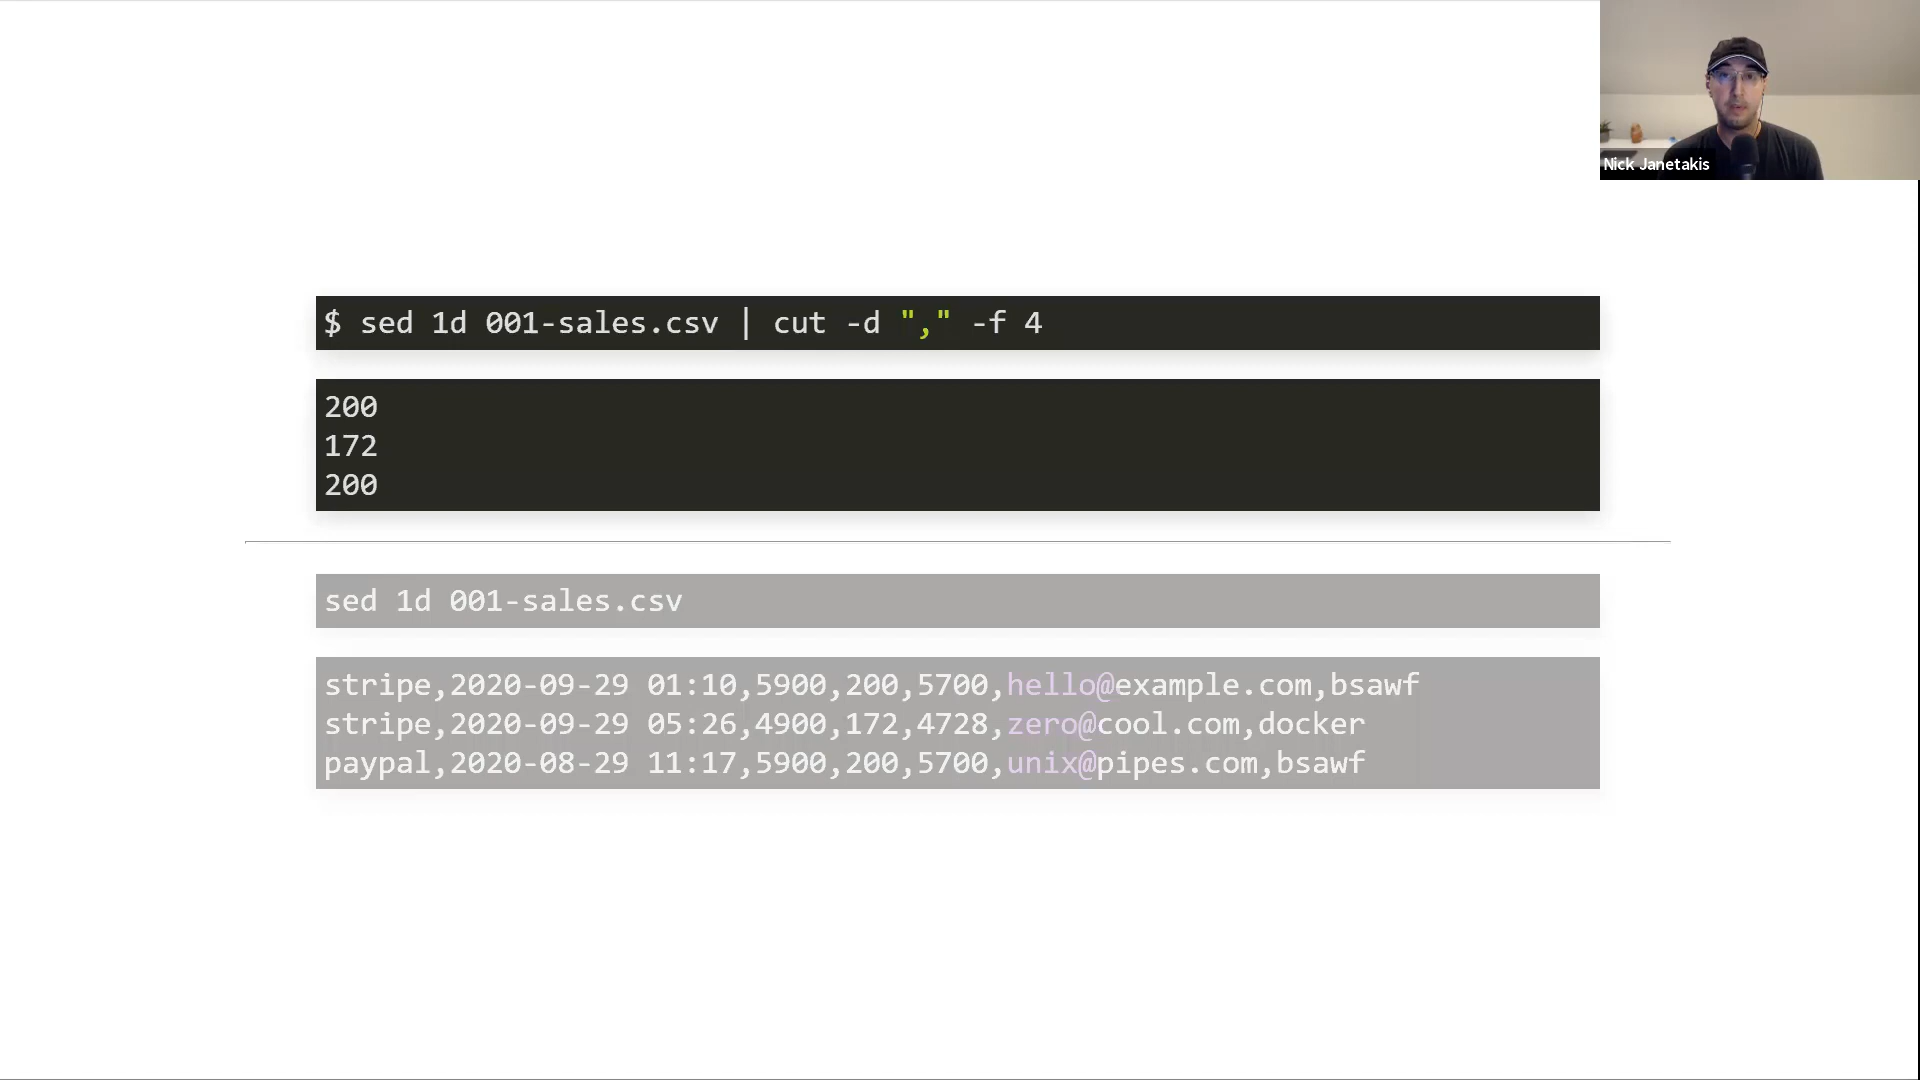 Nick Janetakis
$ sed 1d 001-sales.csv | cut -d "," -f 4
200
172
200
sed 1d 001-sales.csv
stripe,2020-09-29 01:10,5900,200,5700,hello@example.com,bsawf
stripe,2020-09-29 05:26,4900,172,4728,zero@cool.com,docker
paypal,2020-08-29 11:17,5900,200,5700,unix@pipes.com,bsawf